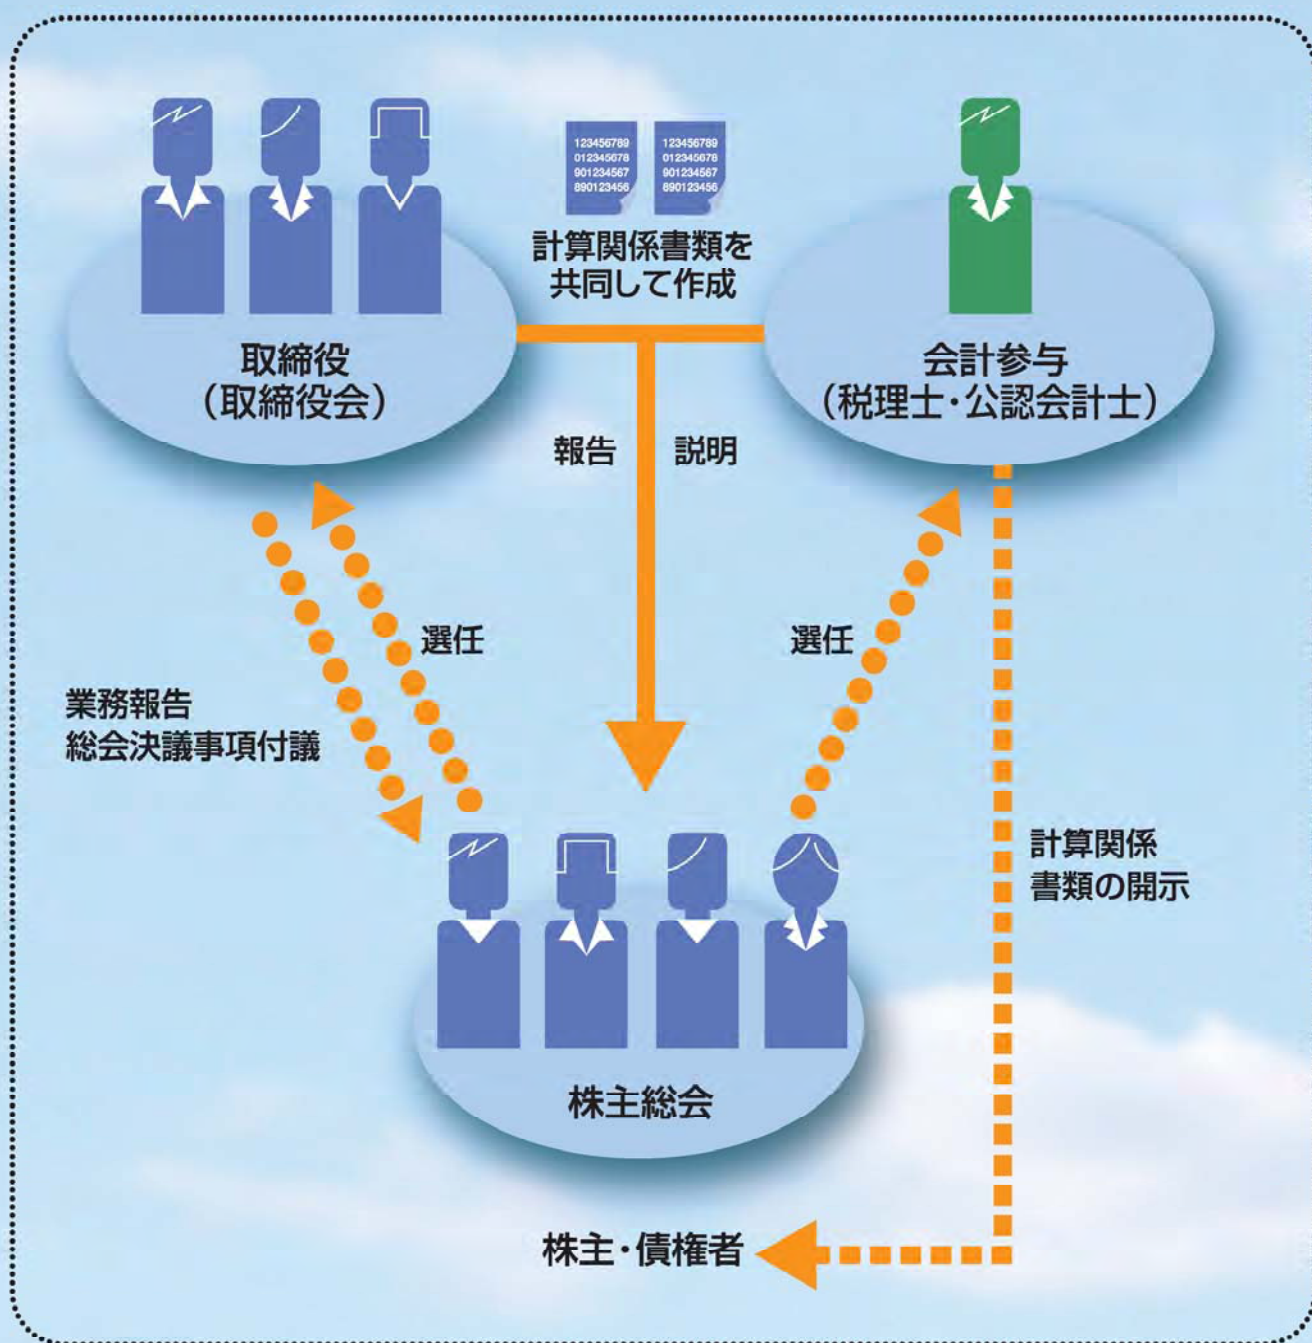 123456789
012345678
901234567
890123456
123456789
012345678
901234567
890123456
計算関係書類を
共同して作成
取締役
(取締役会)
会計参与
(税理士・公認会計士)
報告
説明
選任
選任
業務報告
総会決議事項付議
計算関係
書類の開示
株主総会
株主・債権者